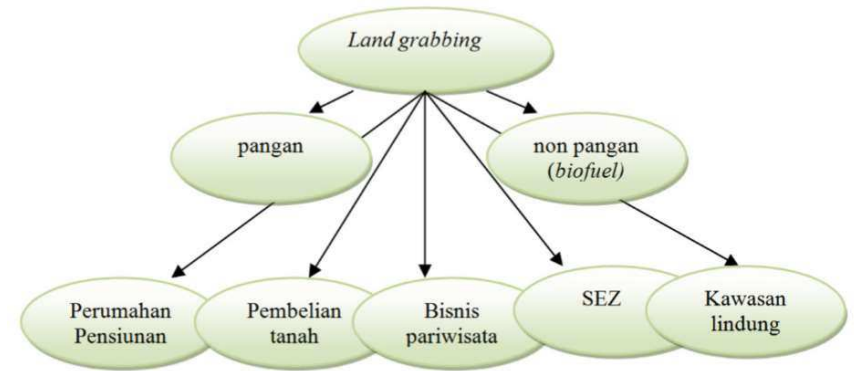 Land grabbing
pangan
non pangan
(biofuel)
Perumahan
Pensiunan
Pembelian
tanah
Bisnis
pariwisata
SEZ
Kawasan
lindung